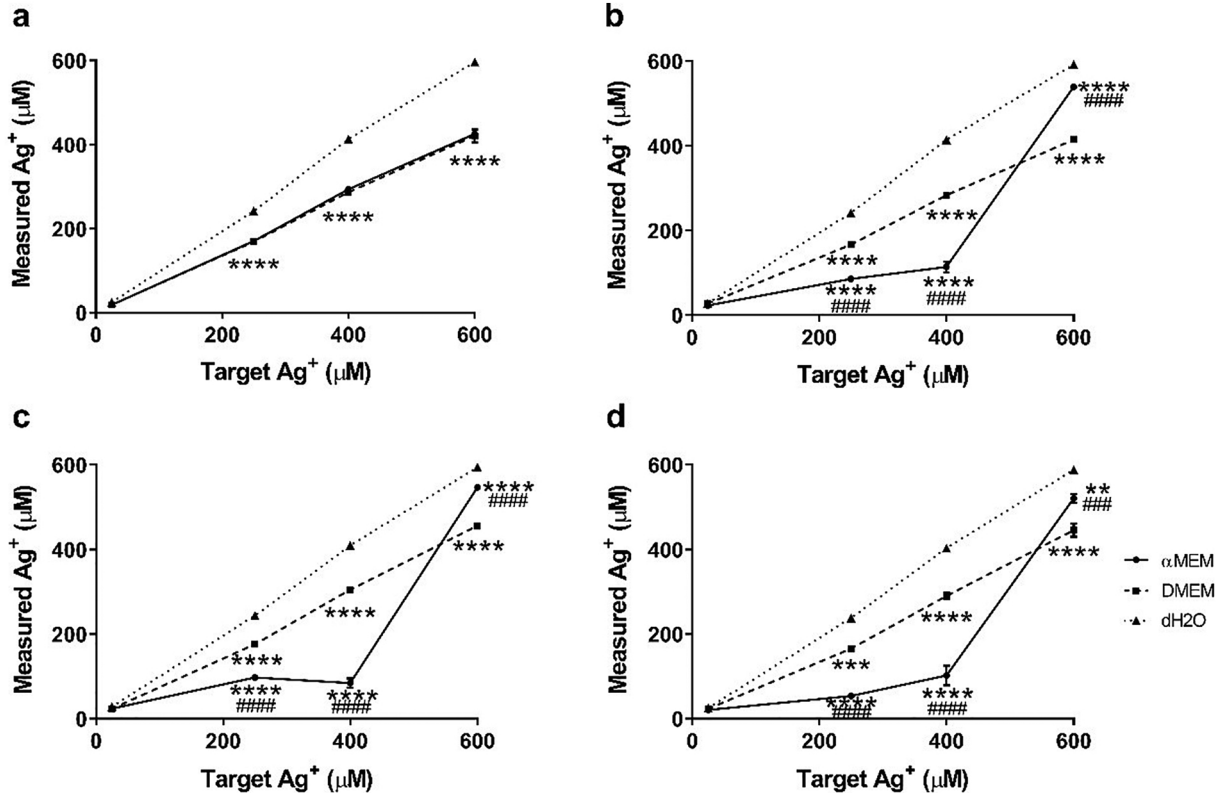 a
600
400
200
0
0 200 400 600
Measured Ag+ (μM)
Target Ag+ (μM)
****
****
****
b
600
400
200
0
0 200 400 600
Measured Ag+ (μM)
Target Ag+ (μM)
****
####
****
****
****
****
####
****
####
c
600
400
200
0
0 200 400 600
Measured Ag+ (μM)
Target Ag+ (μM)
****
####
****
****
****
****
####
****
####
d
600
400
200
0
0 200 400 600
Measured Ag+ (μM)
Target Ag+ (μM)
**
###
****
****
***
****
####
****
####
αMEM
DMEM
dH2O